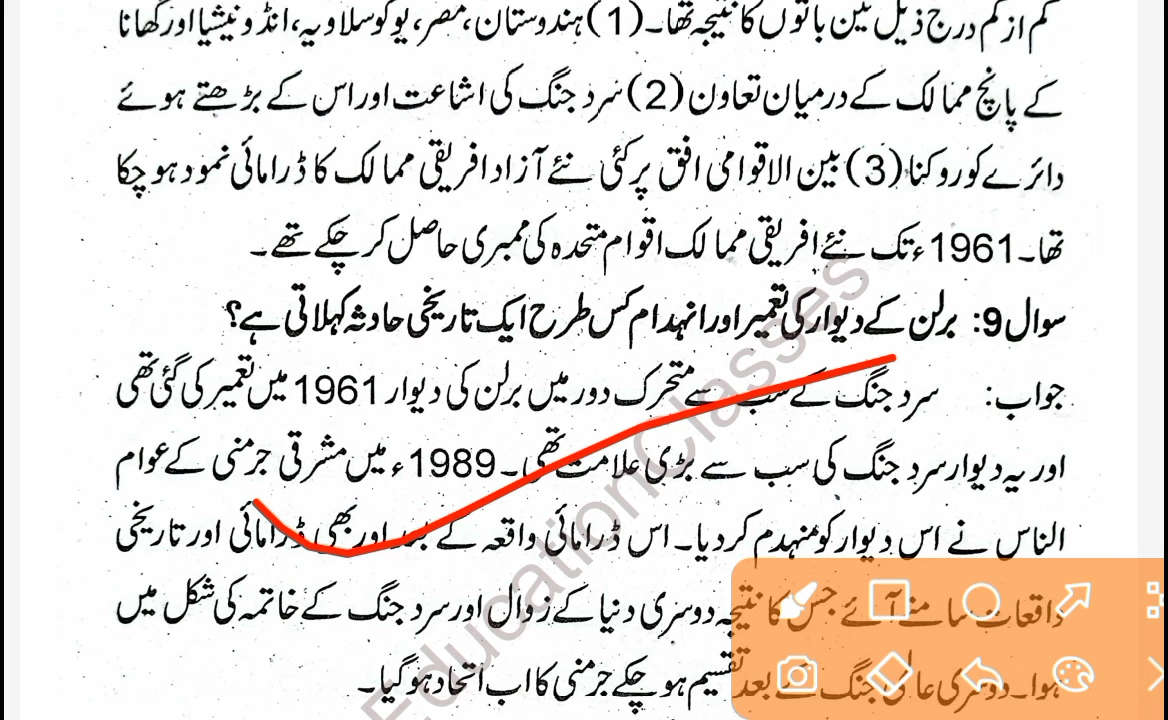 کم از کم درج ذیل تین باتوں کا نتیجہ تھا۔ (1) ہندوستان، مصر، یوگوسلاویہ، انڈونیشیا اور گھانا
کے پانچ ممالک کے درمیان تعاون (2) سرد جنگ کی اشاعت اور اس کے بڑھتے ہوئے
دائرے کو روکنا (3) بین الاقوامی افق پر کئی نئے آزاد افریقی ممالک کا ڈرامائی نمود ہو چکا
تھا۔ 1961ء تک نئے افریقی ممالک اقوام متحدہ کی ممبری حاصل کر چکے تھے۔
سوال 9: برلن کے دیوار کی تعمیر اور انہدام کس طرح ایک تاریخی حادثہ کہلاتی ہے؟
جواب: سرد جنگ کے سب سے متحرک دور میں برلن کی دیوار 1961 میں تعمیر کی گئی تھی
اور یہ دیوار سرد جنگ کی سب سے بڑی علامت تھی۔ 1989ء میں مشرقی جرمنی کے عوام
الناس نے اس دیوار کو منہدم کر دیا۔ اس ڈرامائی واقعہ کے بعد اور بھی ڈرامائی اور تاریخی
واقعات سامنے آئے جس کا نتیجہ دوسری دنیا کے زوال اور سرد جنگ کے خاتمہ کی شکل میں
ہوا۔ دوسری عالمی جنگ کے بعد تقسیم ہو چکے جرمنی کا اب اتحاد ہو گیا۔
Education Classes